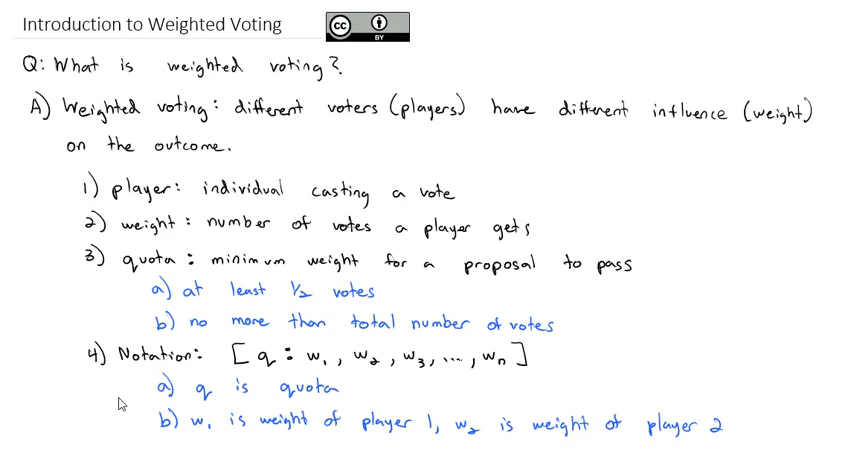 Introduction to Weighted Voting
cc BY
Q: What is weighted voting?
A) Weighted voting: different voters (players) have different influence (weight)
on the outcome.
1) player: individual casting a vote
2) weight: number of votes a player gets
3) quota: minimum weight for a proposal to pass
a) at least 1/2 votes
b) no more than total number of votes
4) Notation: [q : w₁, w₂, w₃, ..., wₙ]
a) q is quota
b) w₁ is weight of player 1, w₂ is weight of player 2